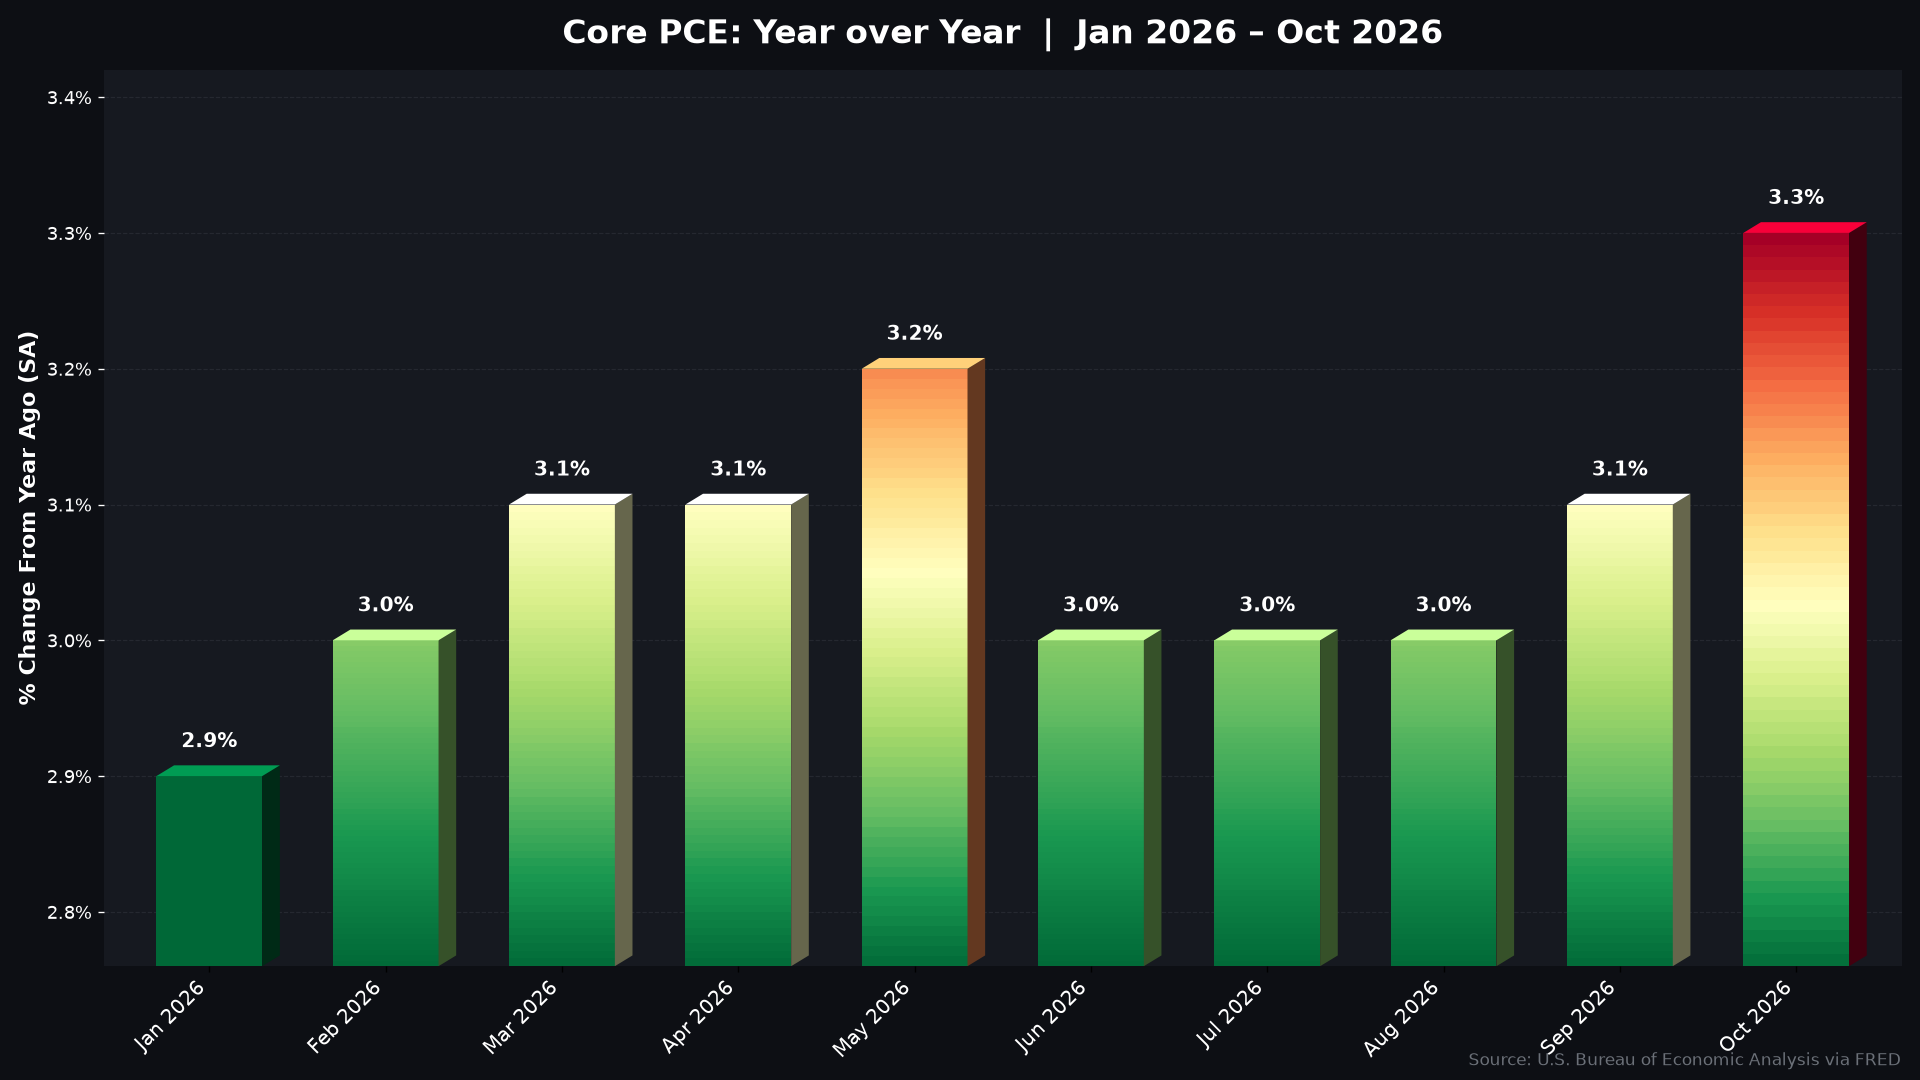 Core PCE: Year over Year | Jan 2026 – Oct 2026
% Change From Year Ago (SA)
3.4%
3.3%
3.2%
3.1%
3.0%
2.9%
2.8%
2.9%
3.0%
3.1%
3.1%
3.2%
3.0%
3.0%
3.0%
3.1%
3.3%
Jan 2026
Feb 2026
Mar 2026
Apr 2026
May 2026
Jun 2026
Jul 2026
Aug 2026
Sep 2026
Oct 2026
Source: U.S. Bureau of Economic Analysis via FRED